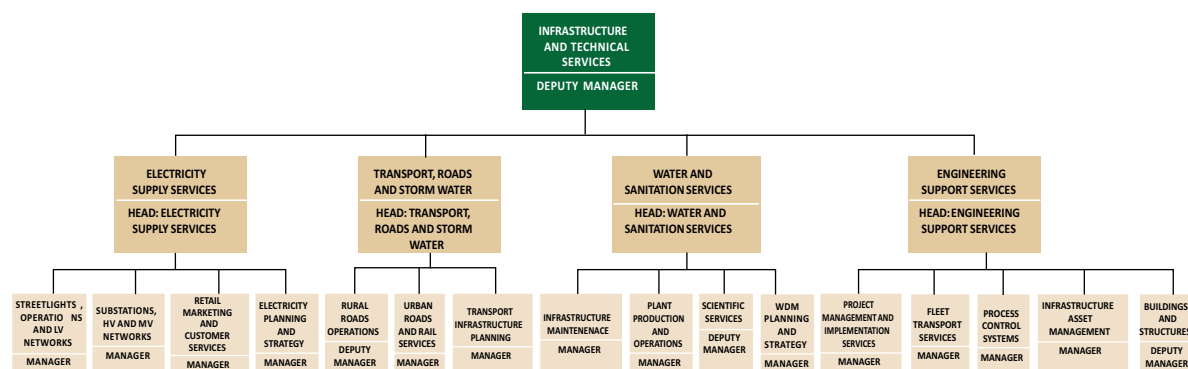 INFRASTRUCTURE
AND TECHNICAL
SERVICES
DEPUTY MANAGER
ELECTRICITY
SUPPLY SERVICES
HEAD: ELECTRICITY
SUPPLY SERVICES
TRANSPORT, ROADS
AND STORM WATER
HEAD: TRANSPORT,
ROADS AND STORM
WATER
WATER AND
SANITATION SERVICES
HEAD: WATER AND
SANITATION SERVICES
ENGINEERING
SUPPORT SERVICES
HEAD: ENGINEERING
SUPPORT SERVICES
STREETLIGHTS ,
OPERATIO NS
AND LV
NETWORKS
MANAGER
SUBSTATIONS,
HV AND MV
NETWORKS
MANAGER
RETAIL
MARKETING
AND
CUSTOMER
SERVICES
MANAGER
ELECTRICITY
PLANNING
AND
STRATEGY
MANAGER
RURAL
ROADS
OPERATIONS
DEPUTY
MANAGER
URBAN
ROADS
AND RAIL
SERVICES
MANAGER
TRANSPORT
INFRASTRUCTURE
PLANNING
MANAGER
INFRASTRUCTURE
MAINTENEACE
MANAGER
PLANT
PRODUCTION
AND
OPERATIONS
MANAGER
SCIENTIFIC
SERVICES
DEPUTY
MANAGER
WDM
PLANNING
AND
STRATEGY
MANAGER
PROJECT
MANAGEMENT AND
IMPLEMENTATION
SERVICES
MANAGER
FLEET
TRANSPORT
SERVICES
MANAGER
PROCESS
CONTROL
SYSTEMS
MANAGER
INFRASTRUCTURE
ASSET
MANAGEMENT
MANAGER
BUILDINGS
AND
STRUCTURES
DEPUTY
MANAGER